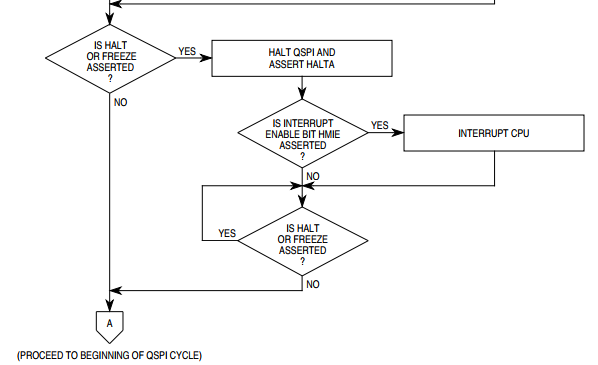 IS HALT
OR FREEZE
ASSERTED
?
YES
HALT QSPI AND
ASSERT HALTA
NO
IS INTERRUPT
ENABLE BIT HMIE
ASSERTED
?
YES
INTERRUPT CPU
NO
IS HALT
OR FREEZE
ASSERTED
?
YES
NO
A
(PROCEED TO BEGINNING OF QSPI CYCLE)